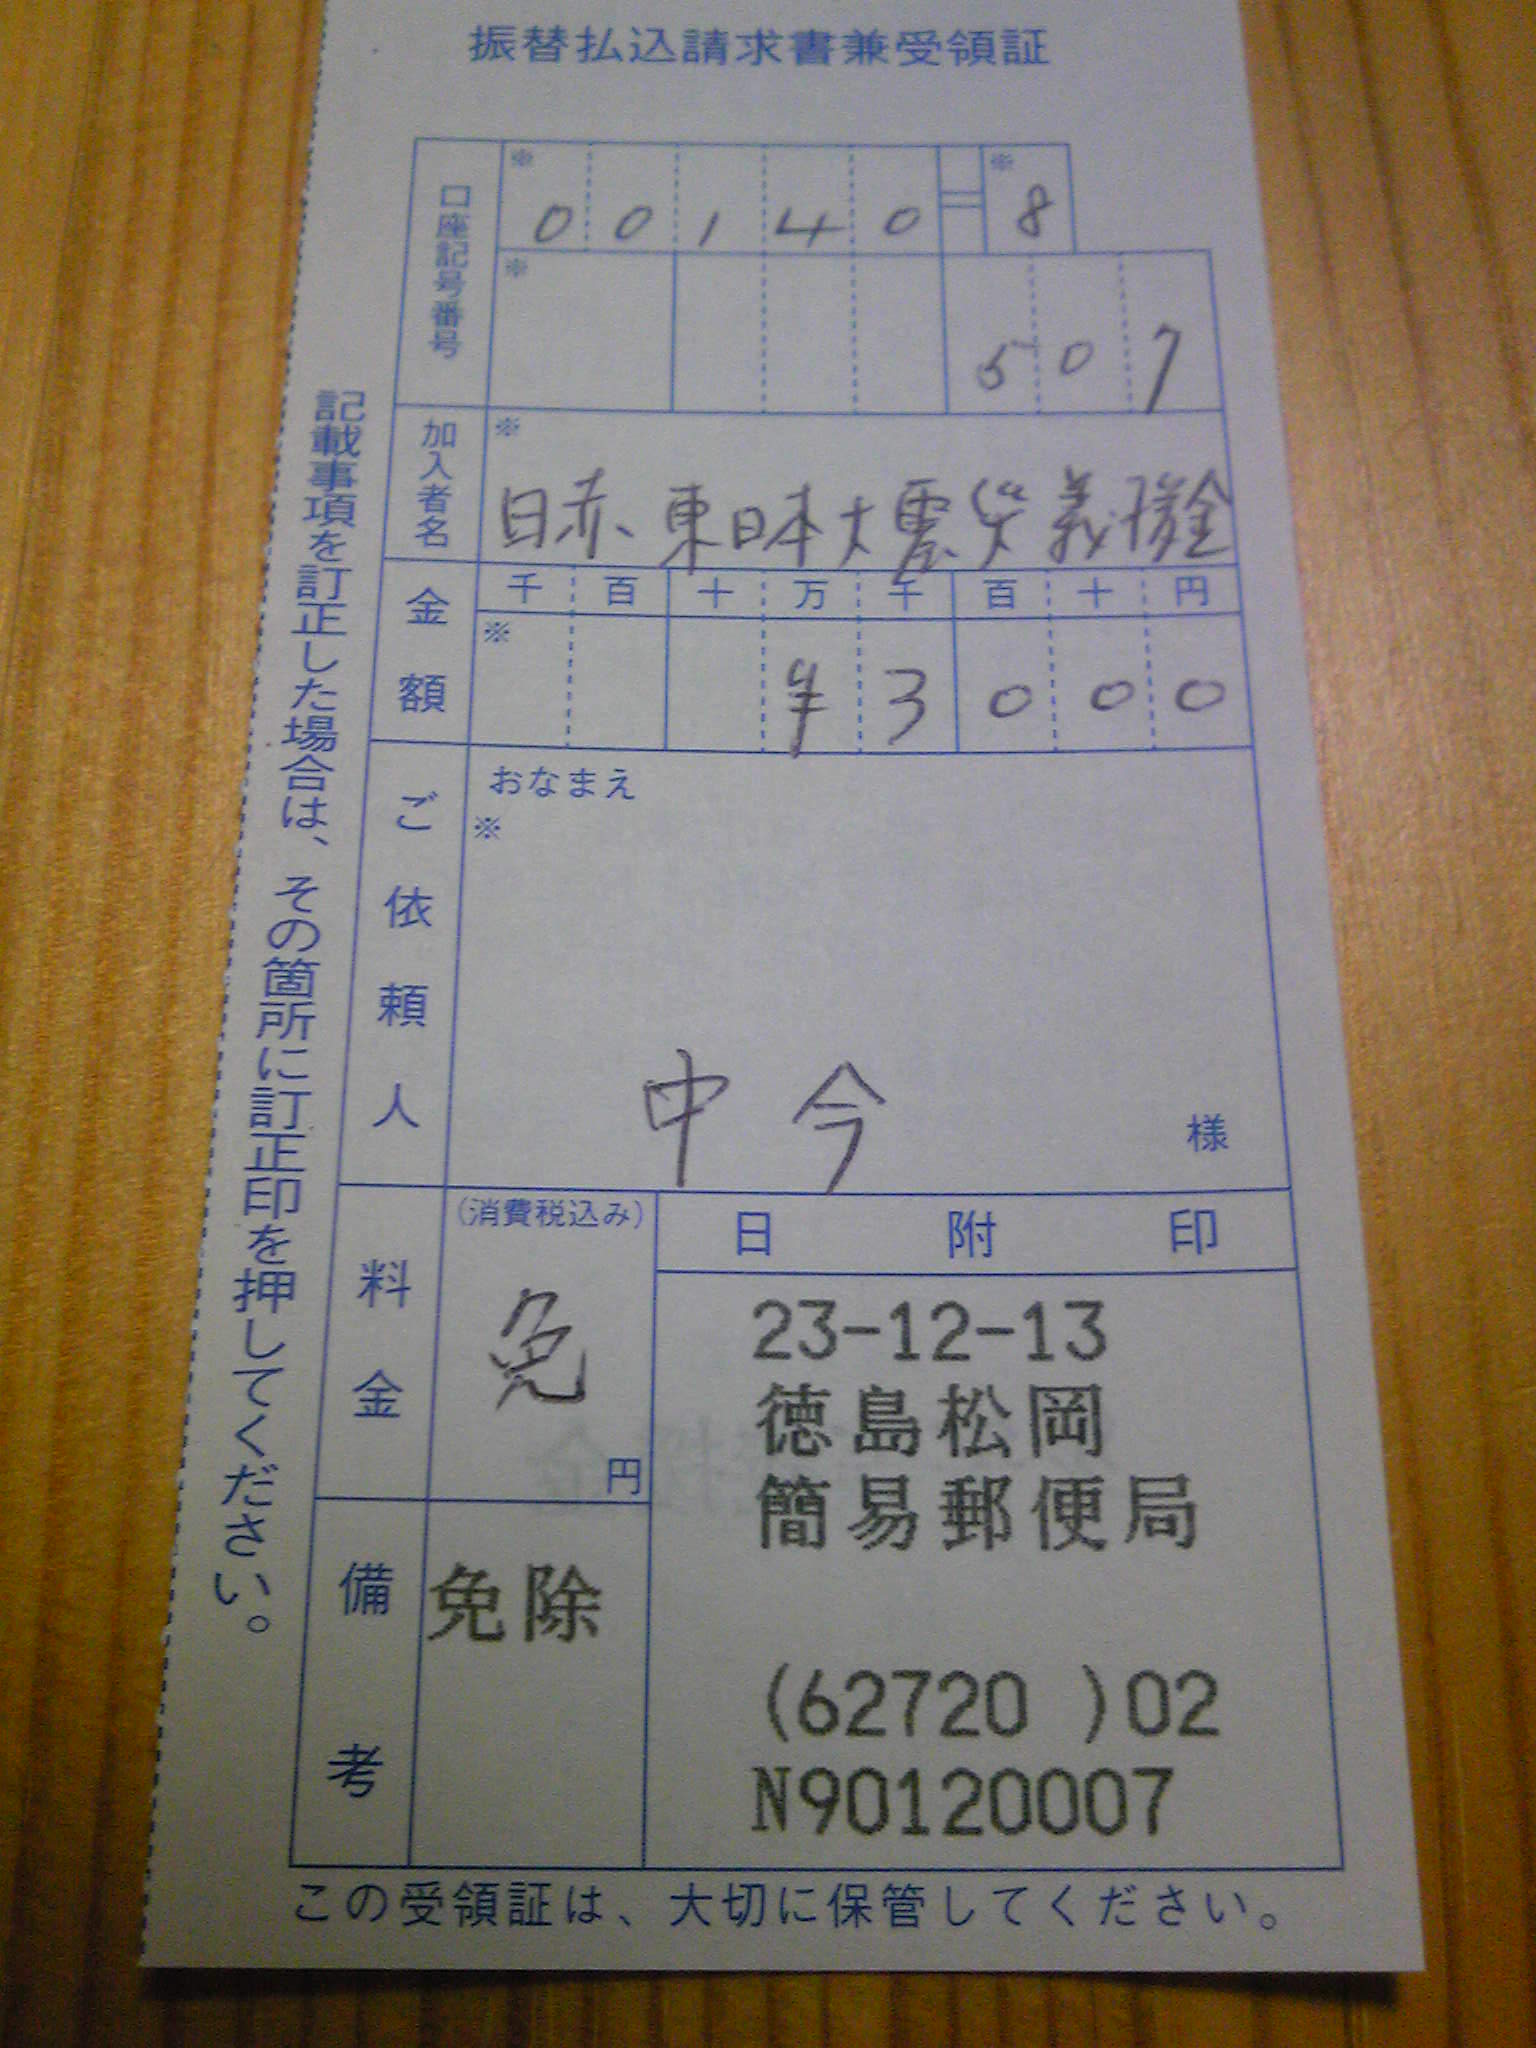 振替払込請求書兼受領証
口座記号番号
※ 00140=※8
※ 507
加入者名
※
日赤、東日本大震災義援金
金額
千百十万千百十円
※ ¥3000
ご依頼人
おなまえ
※
中今 様
料金
(消費税込み)
免
円
日附印
23-12-13
徳島松岡
簡易郵便局
備考
免除
(62720 )02
N90120007
記載事項を訂正した場合は、その箇所に訂正印を押してください。
この受領証は、大切に保管してください。